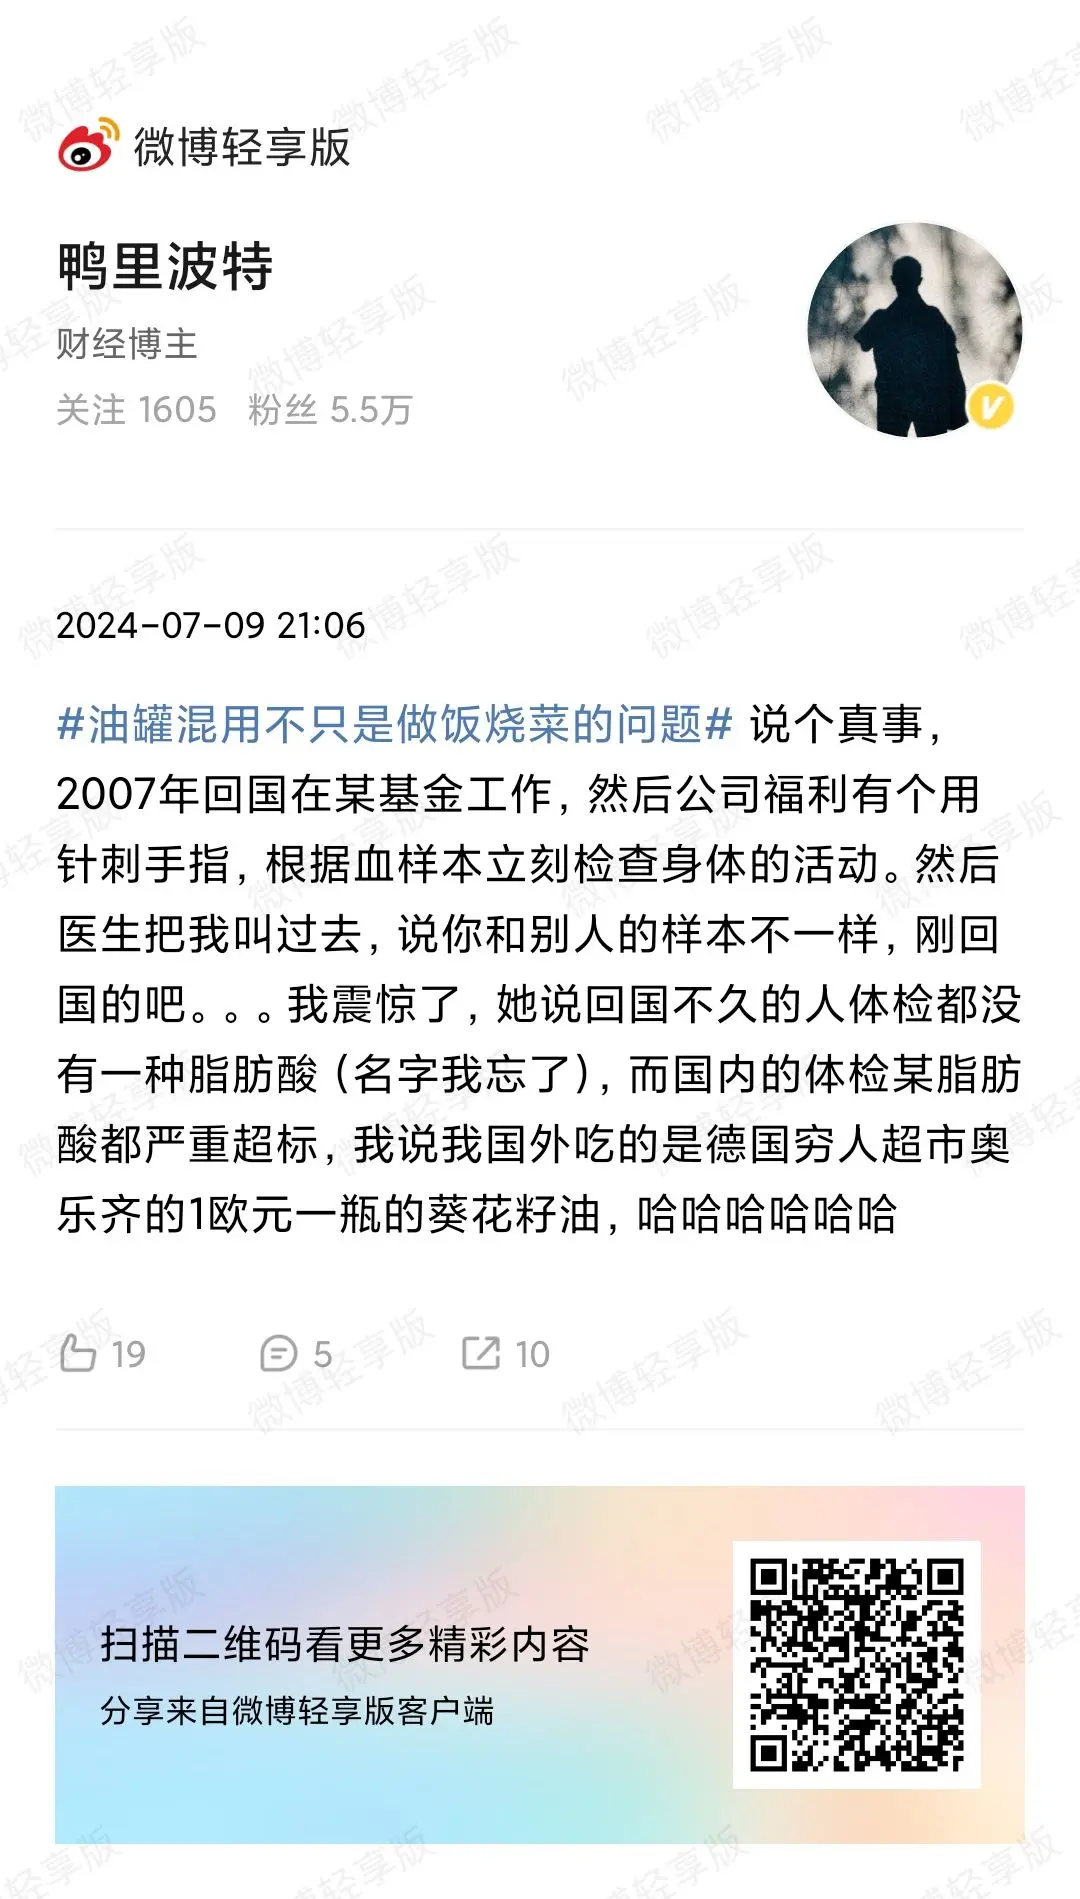 微博轻享版
鸭里波特
财经博主
关注 1605 粉丝 5.5万
2024-07-09 21:06
#油罐混用不只是做饭烧菜的问题# 说个真事，
2007年回国在某基金工作，然后公司福利有个用
针刺手指，根据血样本立刻检查身体的活动。然后
医生把我叫过去，说你和别人的样本不一样，刚回
国的吧。。。我震惊了，她说回国不久的人体检都没
有一种脂肪酸（名字我忘了），而国内的体检某脂肪
酸都严重超标，我说我国外吃的是德国穷人超市奥
乐齐的1欧元一瓶的葵花籽油，哈哈哈哈哈哈
19 5 10
扫描二维码看更多精彩内容
分享来自微博轻享版客户端